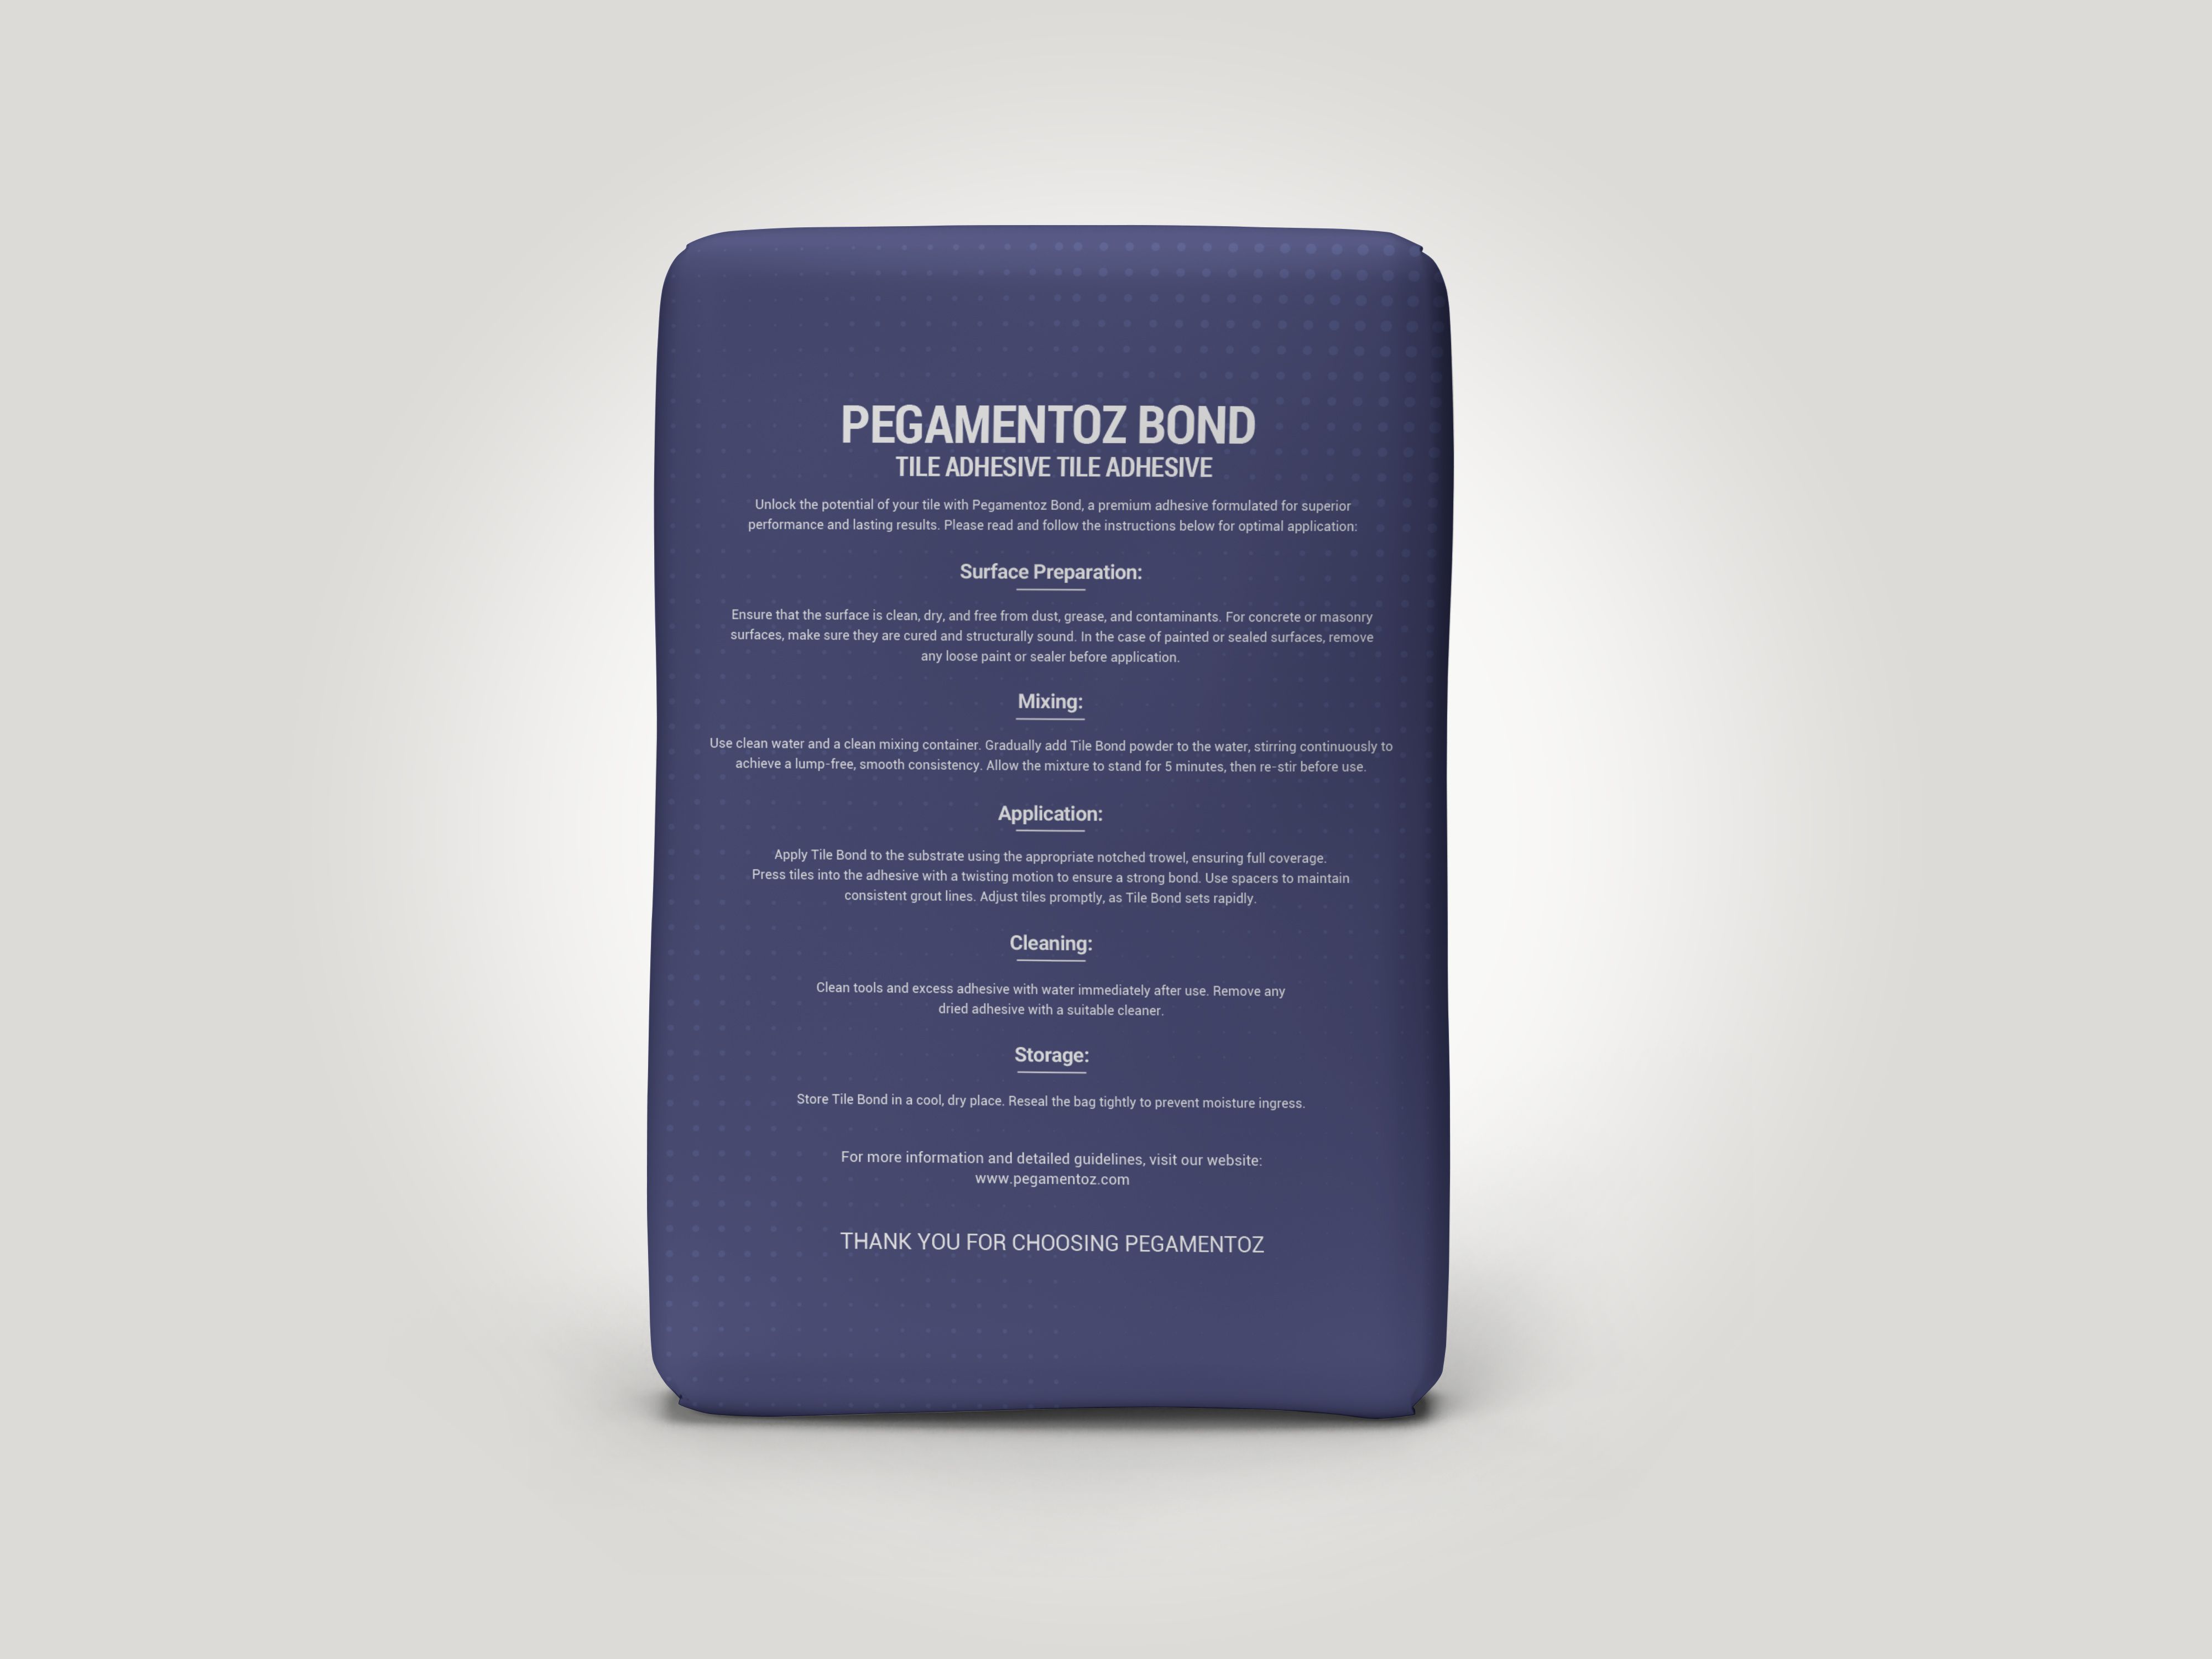 PEGAMENTOZ BOND
TILE ADHESIVE TILE ADHESIVE
Unlock the potential of your tile with Pegamentoz Bond, a premium adhesive formulated for superior
performance and lasting results. Please read and follow the instructions below for optimal application:
Surface Preparation:
Ensure that the surface is clean, dry, and free from dust, grease, and contaminants. For concrete or masonry
surfaces, make sure they are cured and structurally sound. In the case of painted or sealed surfaces, remove
any loose paint or sealer before application.
Mixing:
Use clean water and a clean mixing container. Gradually add Tile Bond powder to the water, stirring continuously to
achieve a lump-free, smooth consistency. Allow the mixture to stand for 5 minutes, then re-stir before use.
Application:
Apply Tile Bond to the substrate using the appropriate notched trowel, ensuring full coverage.
Press tiles into the adhesive with a twisting motion to ensure a strong bond. Use spacers to maintain
consistent grout lines. Adjust tiles promptly, as Tile Bond sets rapidly.
Cleaning:
Clean tools and excess adhesive with water immediately after use. Remove any
dried adhesive with a suitable cleaner.
Storage:
Store Tile Bond in a cool, dry place. Reseal the bag tightly to prevent moisture ingress.
For more information and detailed guidelines, visit our website:
www.pegamentoz.com
THANK YOU FOR CHOOSING PEGAMENTOZ